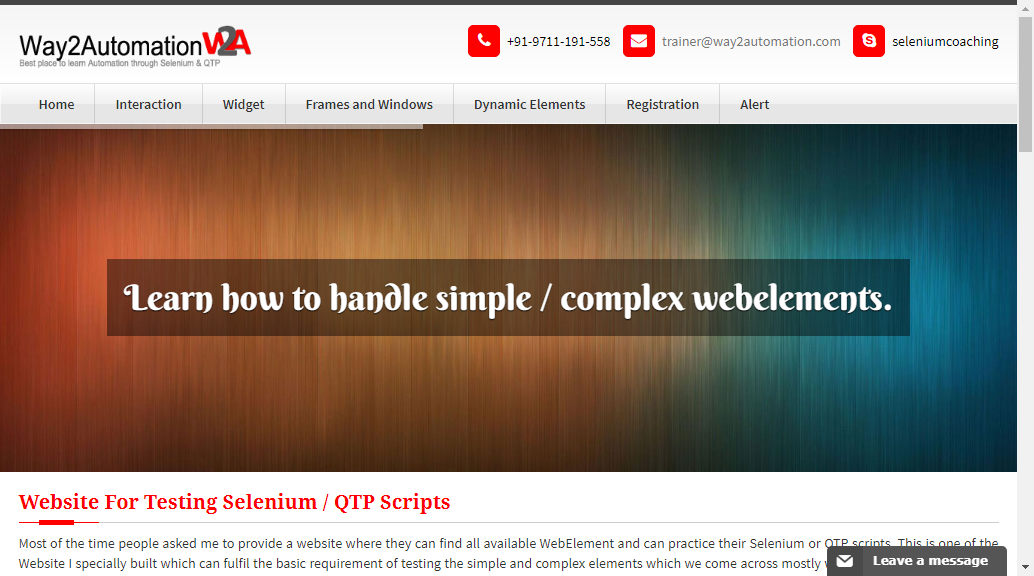 Way2Automation W2A
Best place to learn Automation through Selenium & QTP
+91-9711-191-558 trainer@way2automation.com seleniumcoaching
Home Interaction Widget Frames and Windows Dynamic Elements Registration Alert
Learn how to handle simple / complex webelements.
Website For Testing Selenium / QTP Scripts
Most of the time people asked me to provide a website where they can find all available WebElement and can practice their Selenium or QTP scripts. This is one of the
Website I specially built which can fulfil the basic requirement of testing the simple and complex elements which we come across mostly
Leave a message